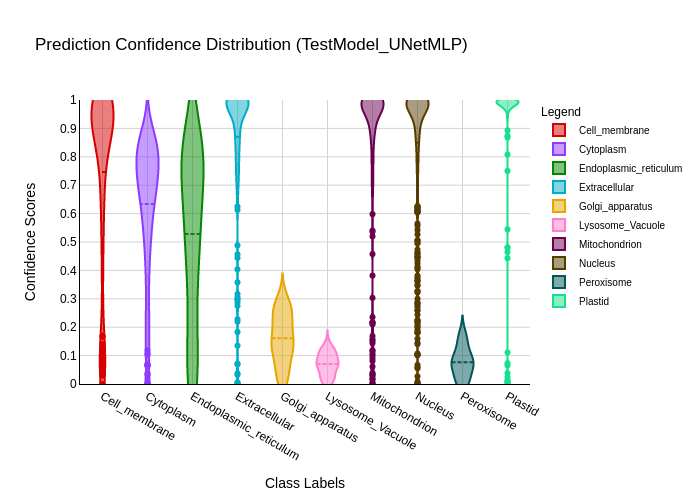 Prediction Confidence Distribution (TestModel_UNetMLP)
Legend
Cell_membrane
Cytoplasm
Endoplasmic_reticulum
Extracellular
Golgi_apparatus
Lysosome_Vacuole
Mitochondrion
Nucleus
Peroxisome
Plastid
Confidence Scores
1
0.9
0.8
0.7
0.6
0.5
0.4
0.3
0.2
0.1
0
Cell_membrane
Cytoplasm
Endoplasmic_reticulum
Extracellular
Golgi_apparatus
Lysosome_Vacuole
Mitochondrion
Nucleus
Peroxisome
Plastid
Class Labels